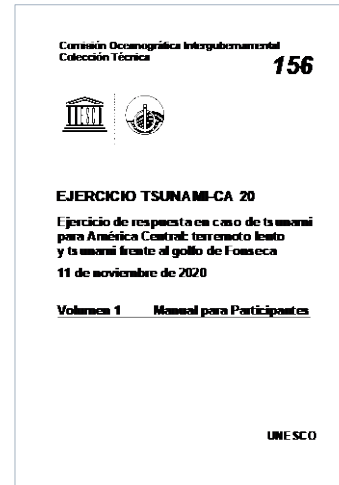 Comisión Oceanográfica Intergubernamental
Colección Técnica
156
UNESCO
EJERCICIO TSUNAMI-CA 20
Ejercicio de respuesta en caso de tsunami
para América Central: terremoto lento
y tsunami frente al golfo de Fonseca
11 de noviembre de 2020
Volumen 1 Manual para Participantes
UNESCO